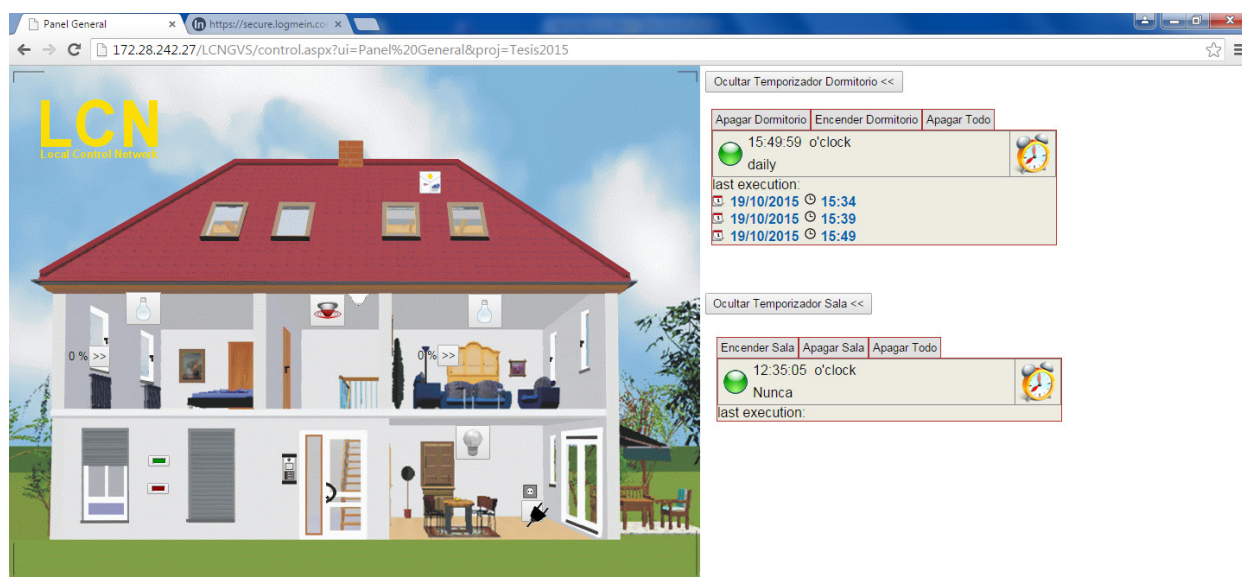 Panel General
https://secure.logmein.co
172.28.242.27/LCNGVS/control.aspx?ui=Panel%20General&proj=Tesis2015
LCN
Local Control Network
0 % >>
0 % >>
Ocultar Temporizador Dormitorio <<
Apagar Dormitorio Encender Dormitorio Apagar Todo
15:49:59 o'clock
daily
last execution:
19/10/2015 15:34
19/10/2015 15:39
19/10/2015 15:49
Ocultar Temporizador Sala <<
Encender Sala Apagar Sala Apagar Todo
12:35:05 o'clock
Nunca
last execution: